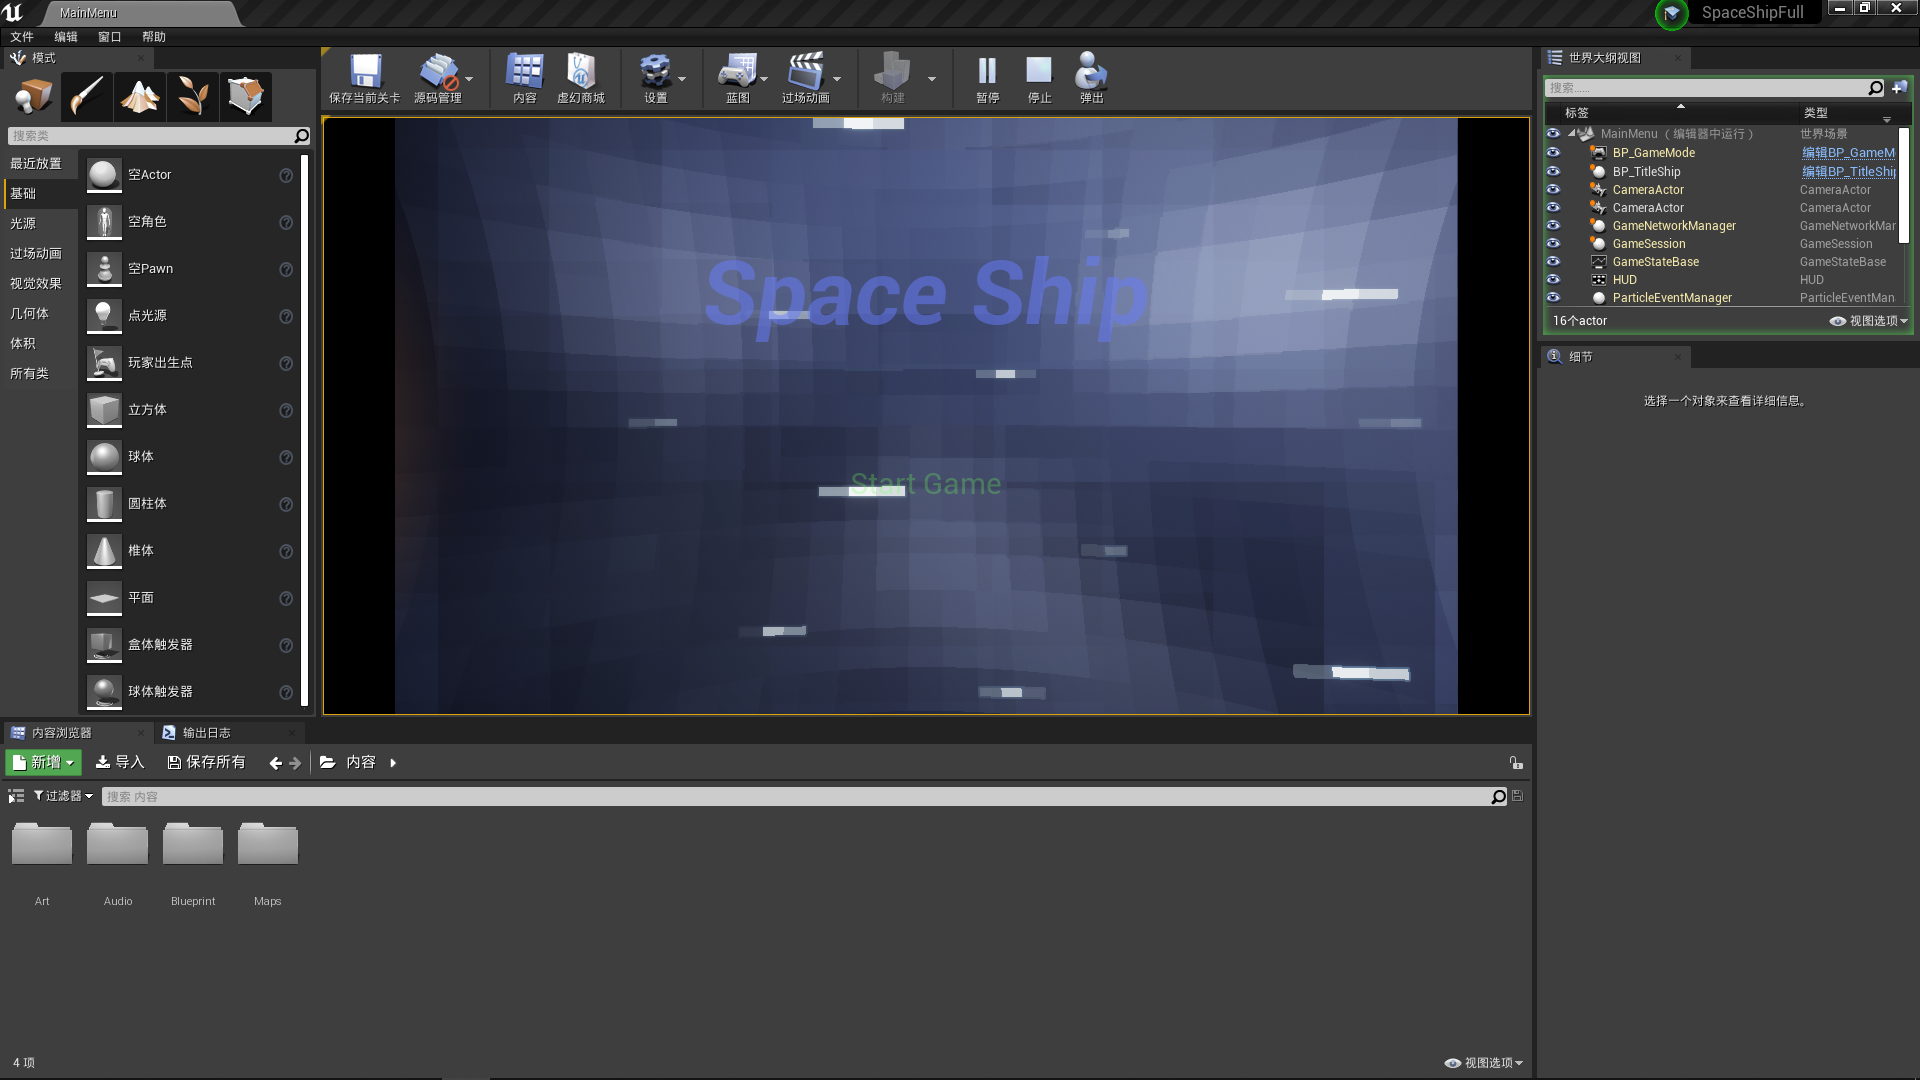 MainMenu
SpaceShipFull
文件 编辑 窗口 帮助
模式
搜索类
最近放置
基础
光源
过场动画
视觉效果
几何体
体积
所有类
空Actor
空角色
空Pawn
点光源
玩家出生点
立方体
球体
圆柱体
椎体
平面
盒体触发器
球体触发器
保存当前关卡 源码管理 内容 虚幻商城 设置 蓝图 过场动画 构建 暂停 停止 弹出
Space Ship
Start Game
世界大纲视图
搜索......
标签 类型
MainMenu （编辑器中运行） 世界场景
BP_GameMode 编辑BP_GameM
BP_TitleShip 编辑BP_TitleShip
CameraActor CameraActor
CameraActor CameraActor
GameNetworkManager GameNetworkMar
GameSession GameSession
GameStateBase GameStateBase
HUD HUD
ParticleEventManager ParticleEventMan
16个actor 视图选项
细节
选择一个对象来查看详细信息。
内容浏览器 输出日志
新增 导入 保存所有 内容
过滤器 搜索 内容
Art Audio Blueprint Maps
4 项 视图选项